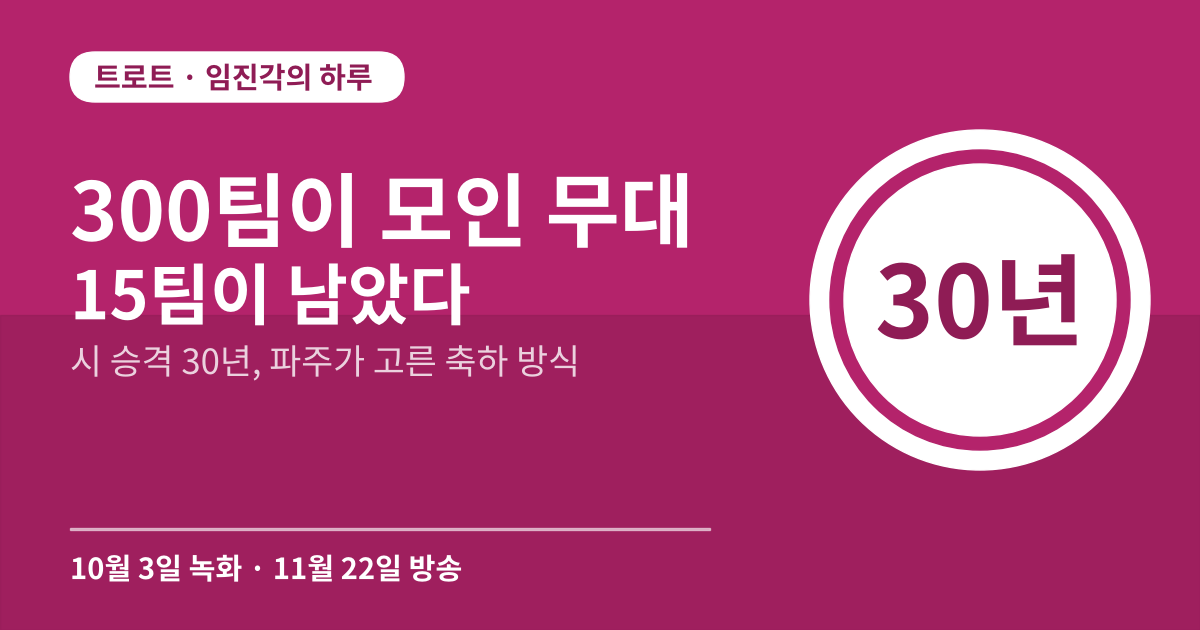 트로트 · 임진각의 하루
300팀이 모인 무대
15팀이 남았다
시 승격 30년, 파주가 고른 축하 방식
30년
10월 3일 녹화 · 11월 22일 방송